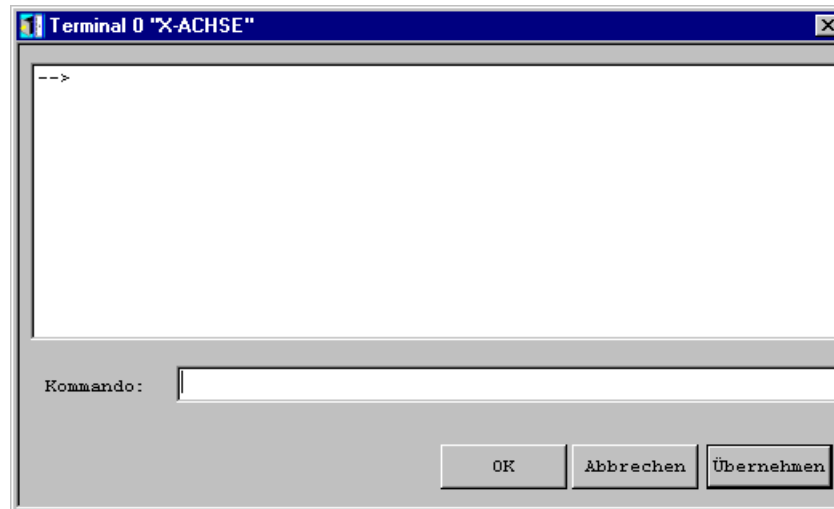 Terminal 0 "X-ACHSE"
-->
Kommando:
OK
Abbrechen
Übernehmen